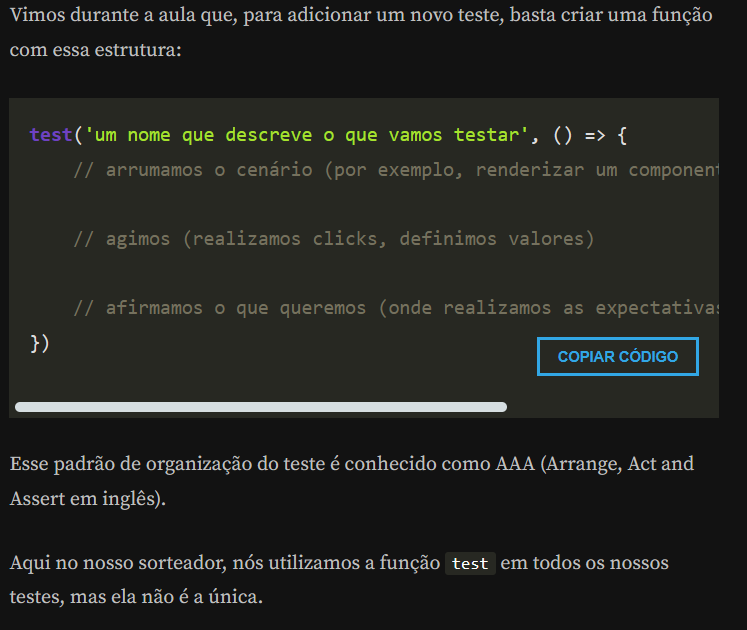 Vimos durante a aula que, para adicionar um novo teste, basta criar uma função
com essa estrutura:
test('um nome que descreve o que vamos testar', () => {
// arrumamos o cenário (por exemplo, renderizar um component
// agimos (realizamos clicks, definimos valores)
// afirmamos o que queremos (onde realizamos as expectativas
})
COPIAR CÓDIGO
Esse padrão de organização do teste é conhecido como AAA (Arrange, Act and
Assert em inglês).
Aqui no nosso sorteador, nós utilizamos a função test em todos os nossos
testes, mas ela não é a única.